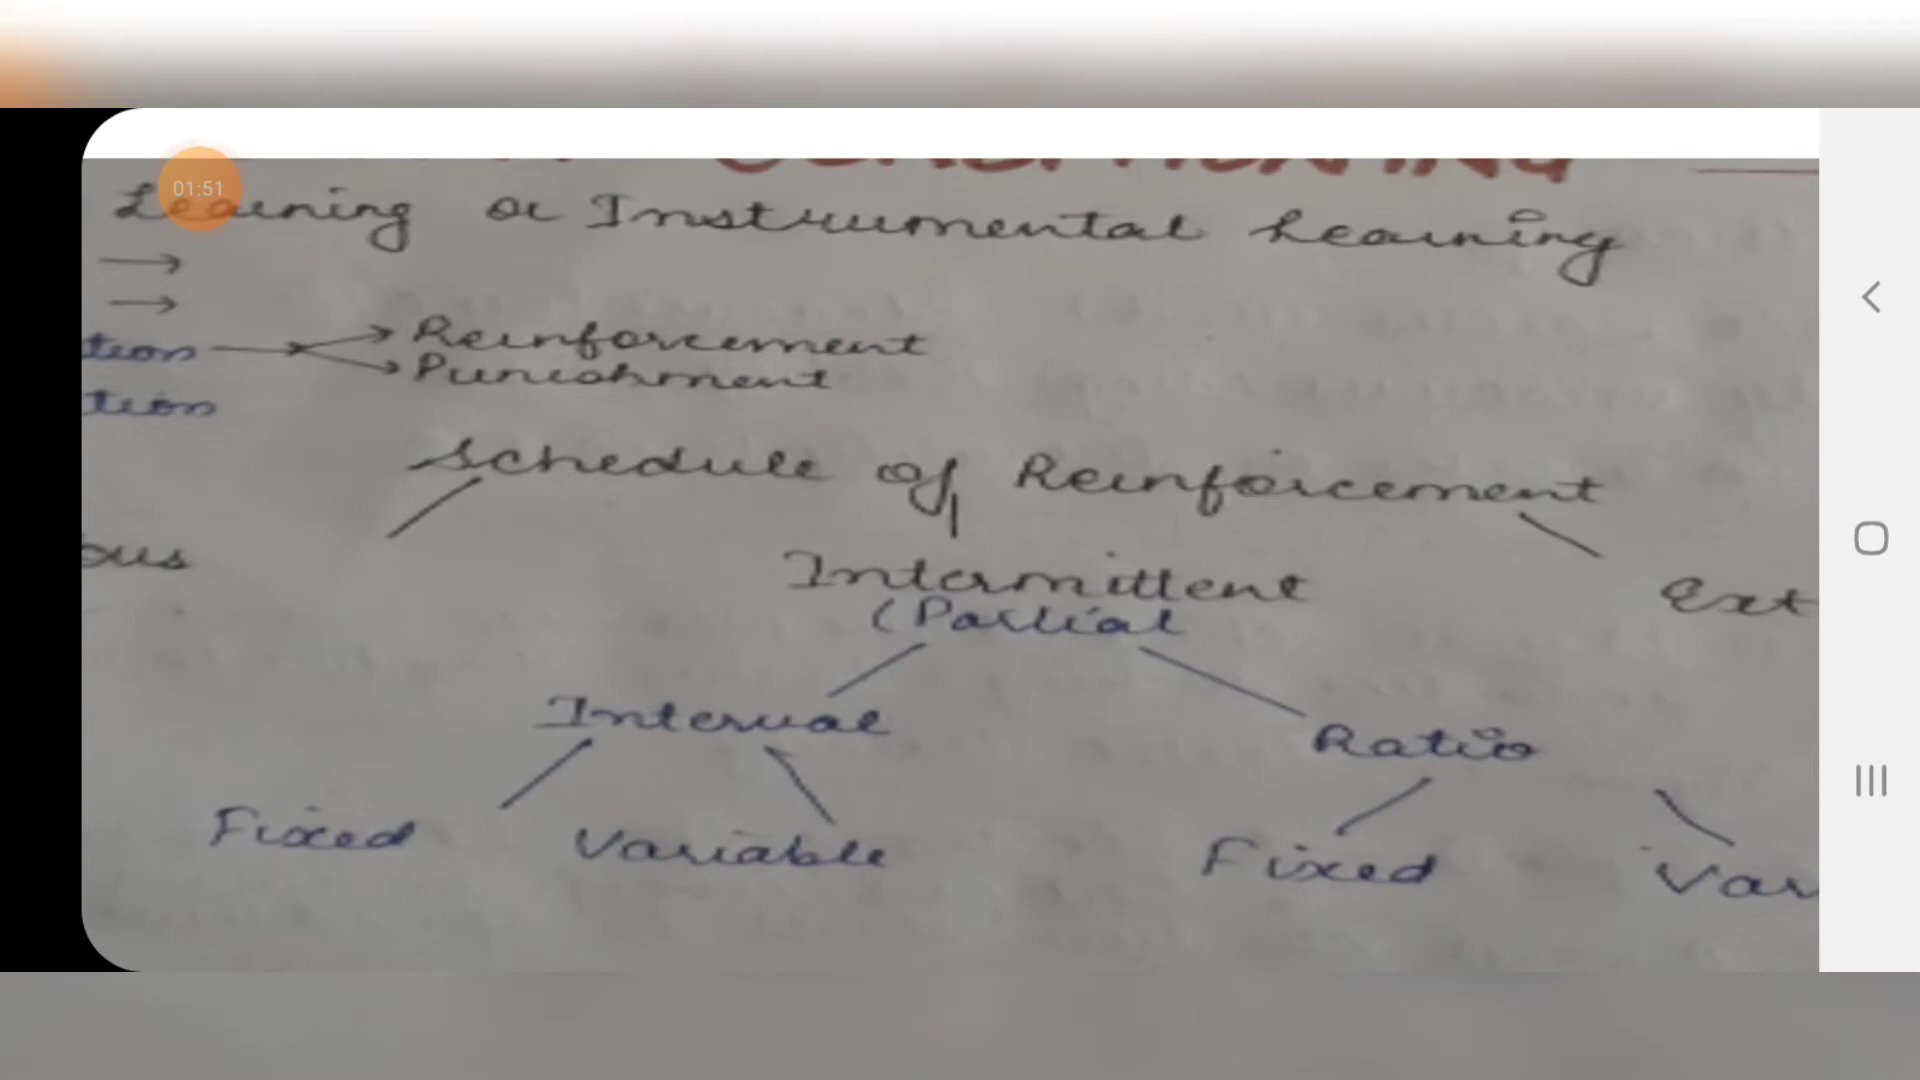 01:51
Learning or Instrumental Learning
→
→
tion → Reinforcement
→ Punishment
tion
Schedule of Reinforcement
ous
Intermittent
Ext
(Partial
Interval
Ratio
Fixed Variable Fixed Var